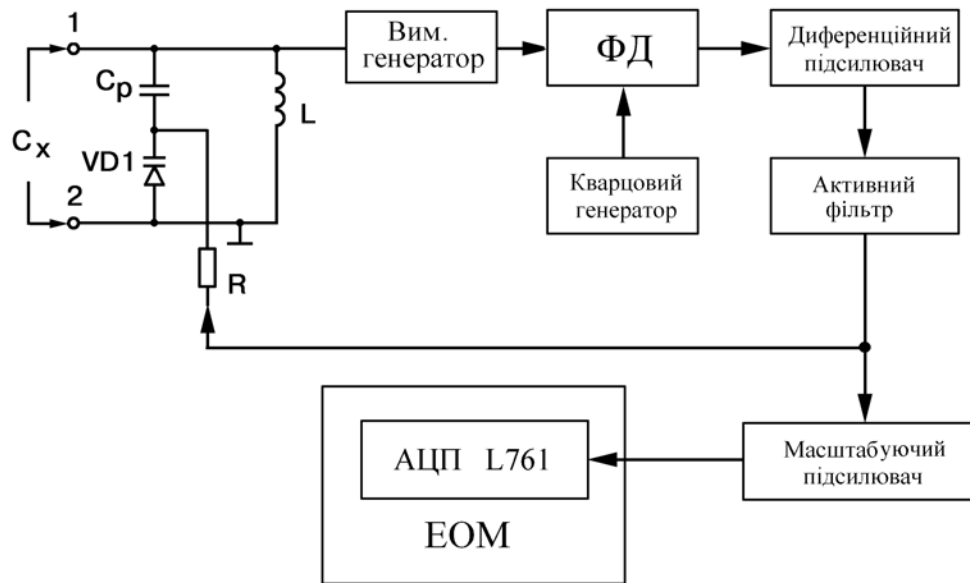 1
Вим.
генератор
ФД
Диференційний
підсилювач
Cp
L
Cx
VD1
2
Кварцовий
генератор
Активний
фільтр
R
АЦП L761
ЕОМ
Масштабуючий
підсилювач